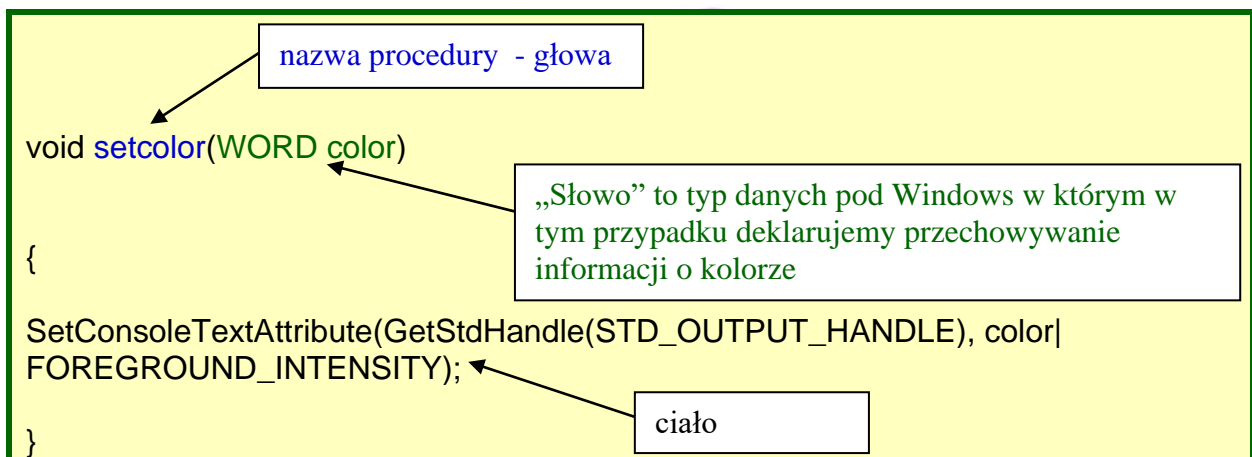 nazwa procedury - głowa
void setcolor(WORD color)
„Słowo” to typ danych pod Windows w którym w
tym przypadku deklarujemy przechowywanie
informacji o kolorze
{
SetConsoleTextAttribute(GetStdHandle(STD_OUTPUT_HANDLE), color|
FOREGROUND_INTENSITY);
ciało
}